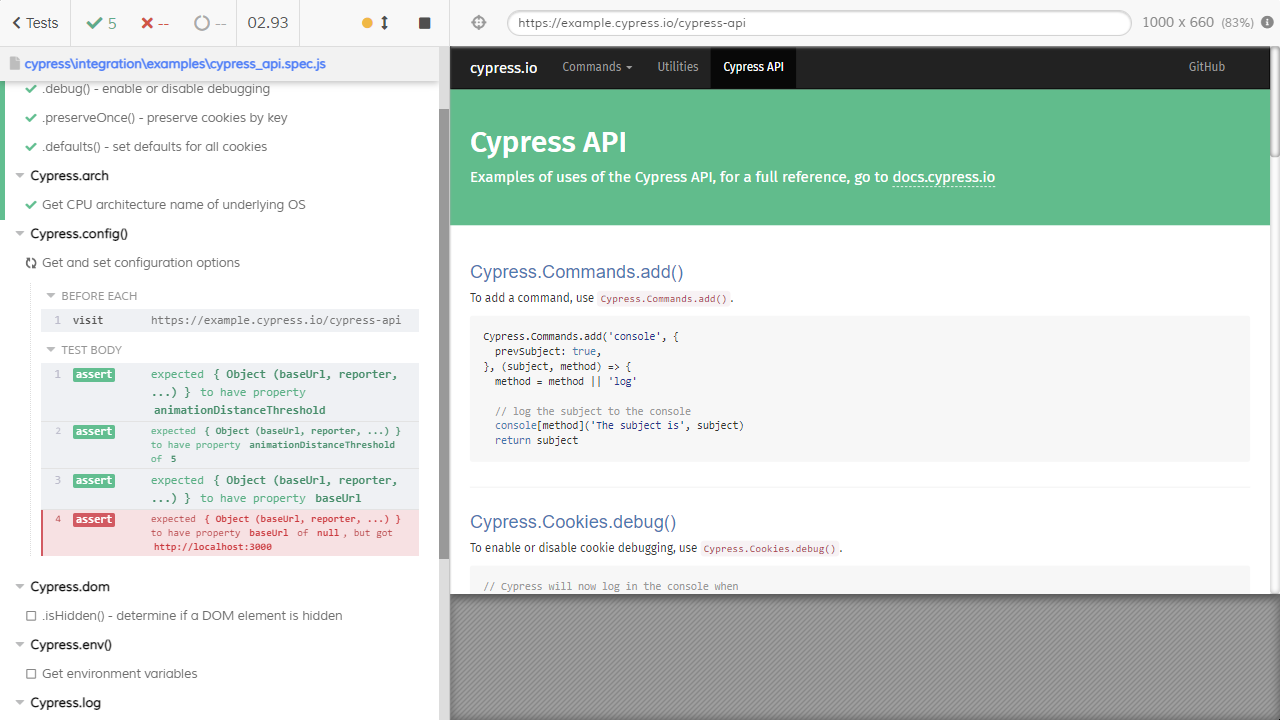 Tests
5
--
--
02.93
https://example.cypress.io/cypress-api
1000 x 660 (83%)
cypress\integration\examples\cypress_api.spec.js
.debug() - enable or disable debugging
.preserveOnce() - preserve cookies by key
.defaults() - set defaults for all cookies
Cypress.arch
Get CPU architecture name of underlying OS
Cypress.config()
Get and set configuration options
BEFORE EACH
1 visit https://example.cypress.io/cypress-api
TEST BODY
1 assert expected { Object (baseUrl, reporter,
...) } to have property
animationDistanceThreshold
2 assert expected { Object (baseUrl, reporter, ...) }
to have property animationDistanceThreshold
of 5
3 assert expected { Object (baseUrl, reporter,
...) } to have property baseUrl
4 assert expected { Object (baseUrl, reporter, ...) }
to have property baseUrl of null, but got
http://localhost:3000
Cypress.dom
.isHidden() - determine if a DOM element is hidden
Cypress.env()
Get environment variables
Cypress.log
cypress.io Commands Utilities Cypress API GitHub
Cypress API
Examples of uses of the Cypress API, for a full reference, go to docs.cypress.io
Cypress.Commands.add()
To add a command, use Cypress.Commands.add().
Cypress.Commands.add('console', {
prevSubject: true,
}, (subject, method) => {
method = method || 'log'
// log the subject to the console
console[method]('The subject is', subject)
return subject
Cypress.Cookies.debug()
To enable or disable cookie debugging, use Cypress.Cookies.debug().
// Cypress will now log in the console when